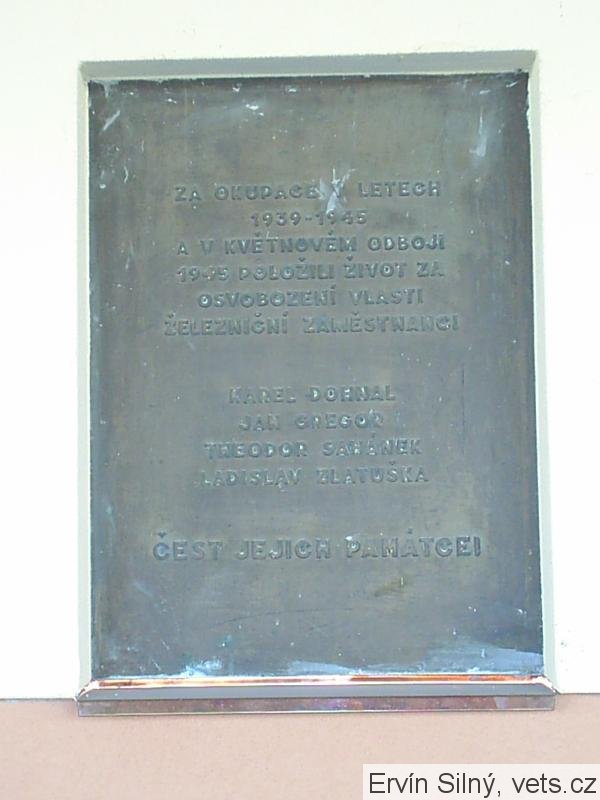 ZA OKUPACE V LETECH
1939-1945
A V KVĚTNOVÉM ODBOJI
1945 POLOŽILI ŽIVOT ZA
OSVOBOZENÍ VLASTI
ŽELEZNIČNÍ ZAMĚSTNANCI
KAREL DOHNAL
JAN GREGOR
THEODOR SAHÁNEK
LADISLAV ZLATUŠKA
ČEST JEJICH PAMÁTCE!
Ervín Silný, vets.cz